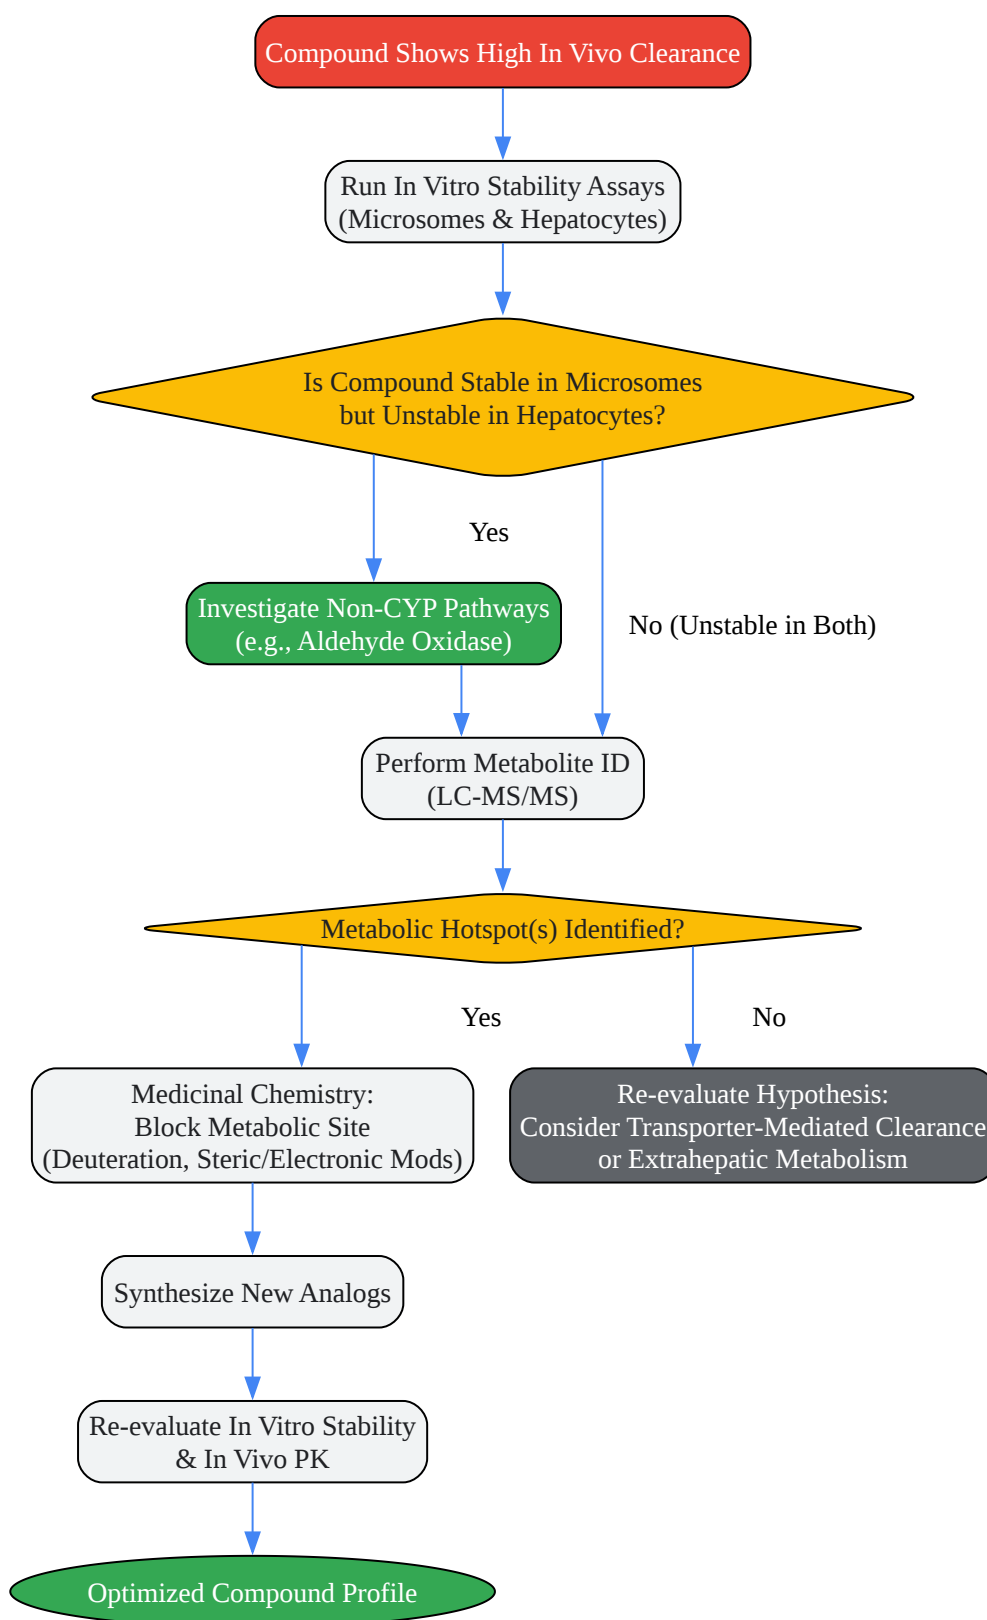 Compound Shows High In Vivo Clearance
Run In Vitro Stability Assays
(Microsomes & Hepatocytes)
Is Compound Stable in Microsomes
but Unstable in Hepatocytes?
Yes
Investigate Non-CYP Pathways
(e.g., Aldehyde Oxidase)
No (Unstable in Both)
Perform Metabolite ID
(LC-MS/MS)
Metabolic Hotspot(s) Identified?
Yes
No
Medicinal Chemistry:
Block Metabolic Site
(Deuteration, Steric/Electronic Mods)
Re-evaluate Hypothesis:
Consider Transporter-Mediated Clearance
or Extrahepatic Metabolism
Synthesize New Analogs
Re-evaluate In Vitro Stability
& In Vivo PK
Optimized Compound Profile